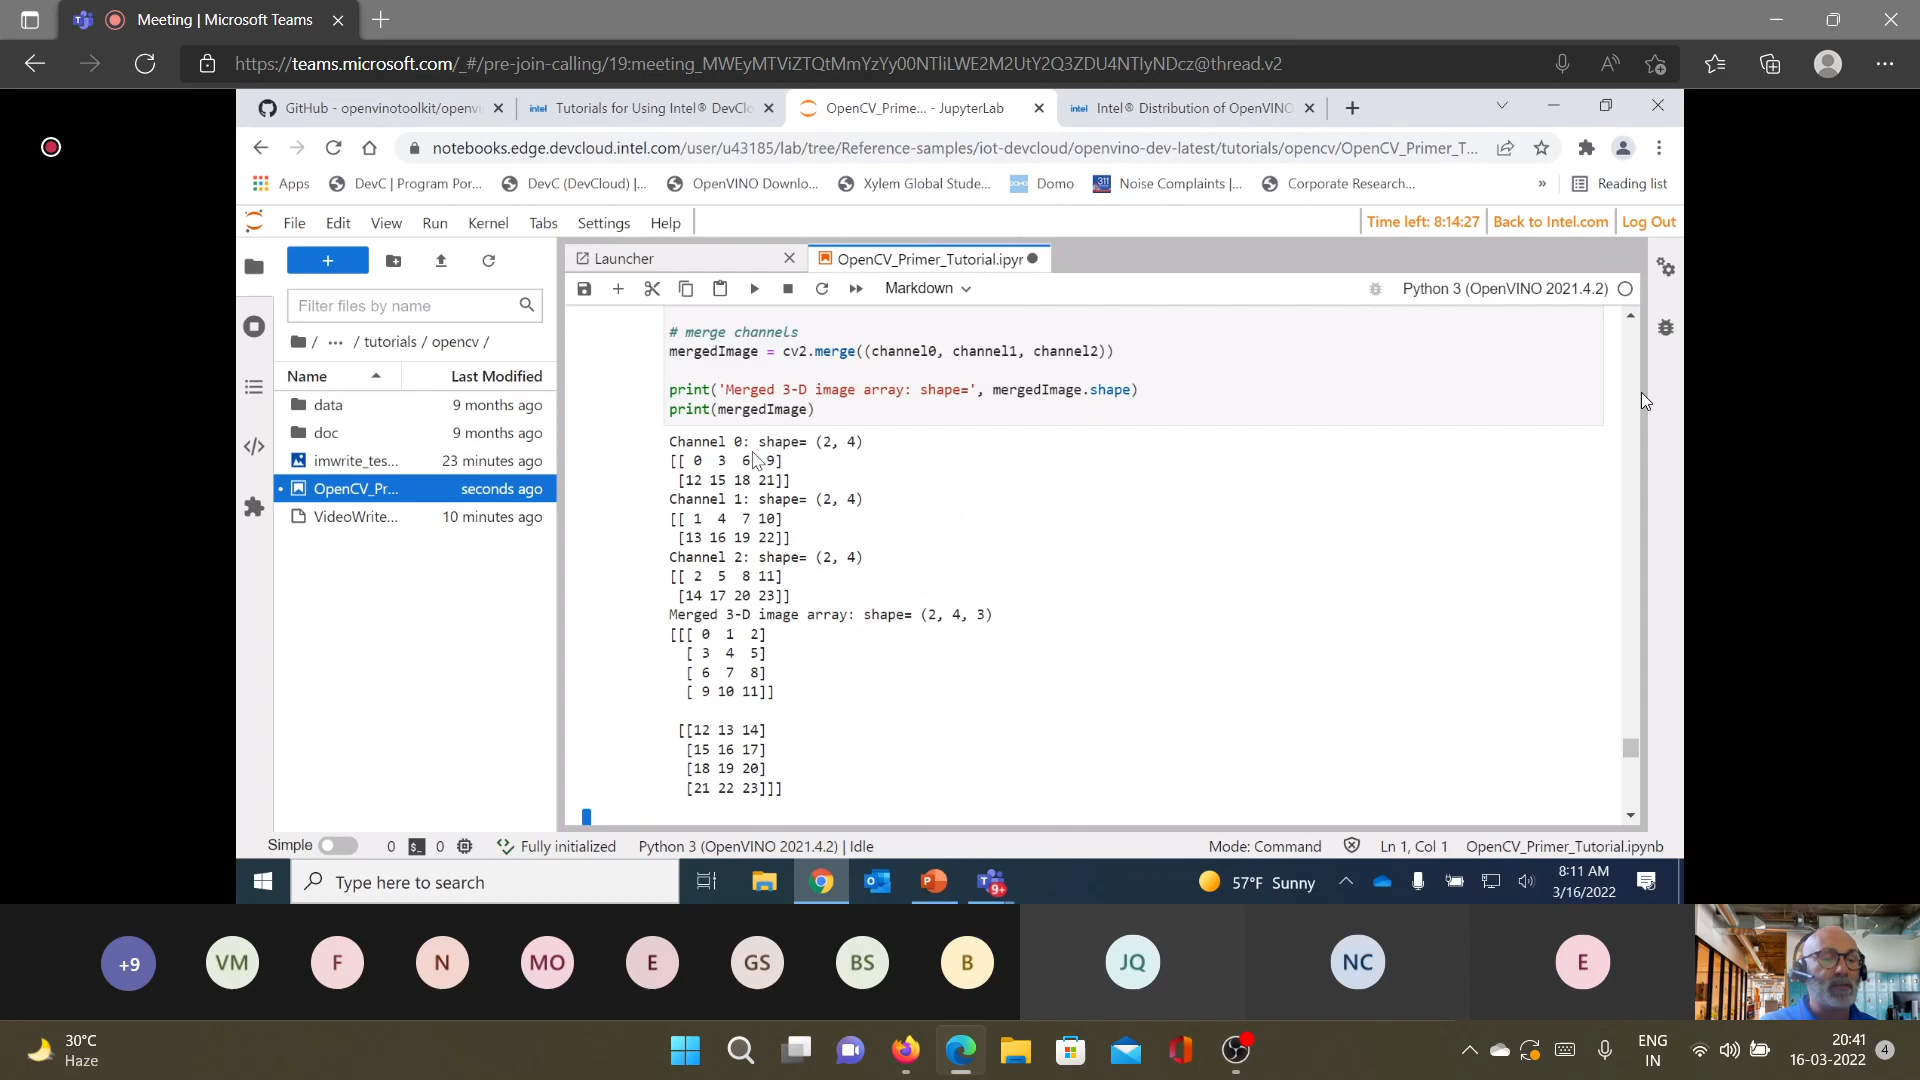 Meeting | Microsoft Teams
https://teams.microsoft.com/_#/pre-join-calling/19:meeting_MWEyMTViZTQtMmYzYy00NTliLWE2M2UtY2Q3ZDU4NTIyNDcz@thread.v2
GitHub - openvinotoolkit/openvi
intel Tutorials for Using Intel® DevClo
OpenCV_Prime... - JupyterLab
intel Intel® Distribution of OpenVINO
notebooks.edge.devcloud.intel.com/user/u43185/lab/tree/Reference-samples/iot-devcloud/openvino-dev-latest/tutorials/opencv/OpenCV_Primer_T...
Apps
DevC | Program Por...
DevC (DevCloud) |...
OpenVINO Downlo...
Xylem Global Stude...
DOMO Domo
311 Noise Complaints |...
Corporate Research...
»
Reading list
File Edit View Run Kernel Tabs Settings Help
Time left: 8:14:27 Back to Intel.com Log Out
Launcher
OpenCV_Primer_Tutorial.ipyr
Filter files by name
Markdown
Python 3 (OpenVINO 2021.4.2)
/ ··· / tutorials / opencv /
Name Last Modified
data 9 months ago
doc 9 months ago
imwrite_tes... 23 minutes ago
OpenCV_Pr... seconds ago
VideoWrite... 10 minutes ago
# merge channels
mergedImage = cv2.merge((channel0, channel1, channel2))
print('Merged 3-D image array: shape=', mergedImage.shape)
print(mergedImage)
Channel 0: shape= (2, 4)
[[ 0 3 6 9]
[12 15 18 21]]
Channel 1: shape= (2, 4)
[[ 1 4 7 10]
[13 16 19 22]]
Channel 2: shape= (2, 4)
[[ 2 5 8 11]
[14 17 20 23]]
Merged 3-D image array: shape= (2, 4, 3)
[[[ 0 1 2]
[ 3 4 5]
[ 6 7 8]
[ 9 10 11]]
[[12 13 14]
[15 16 17]
[18 19 20]
[21 22 23]]]
Simple 0 $_ 0 Fully initialized Python 3 (OpenVINO 2021.4.2) | Idle
Mode: Command Ln 1, Col 1 OpenCV_Primer_Tutorial.ipynb
Type here to search
9+
57°F Sunny
8:11 AM
3/16/2022
+9 VM F N MO E GS BS B JQ NC E
30°C
Haze
ENG
IN
20:41
16-03-2022
4